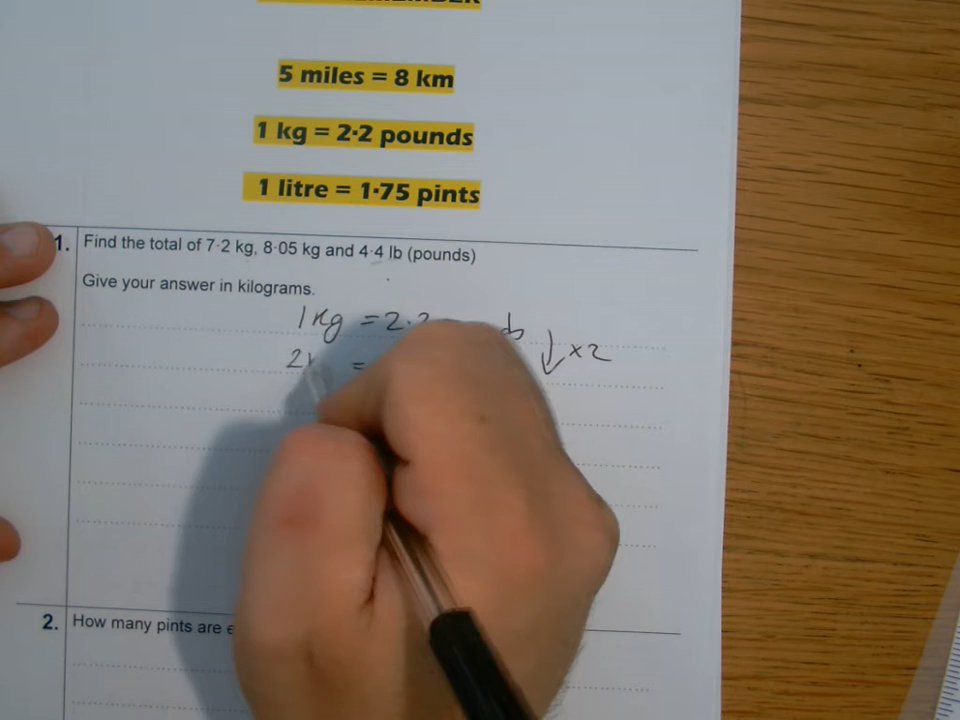 5 miles = 8 km
1 kg = 2·2 pounds
1 litre = 1·75 pints
1. Find the total of 7·2 kg, 8·05 kg and 4·4 lb (pounds)
Give your answer in kilograms.
1kg = 2.2
×2
=
2. How many pints are